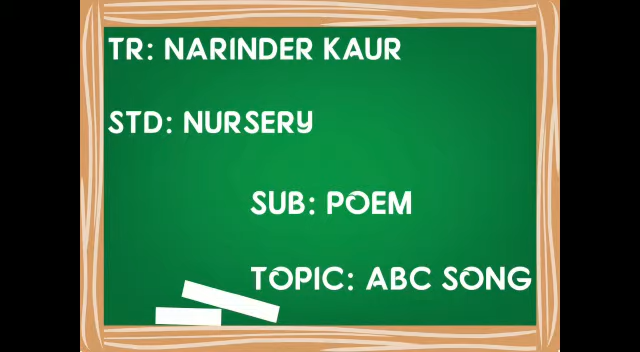 TR: NARINDER KAUR
STD: NURSERY
SUB: POEM
TOPIC: ABC SONG